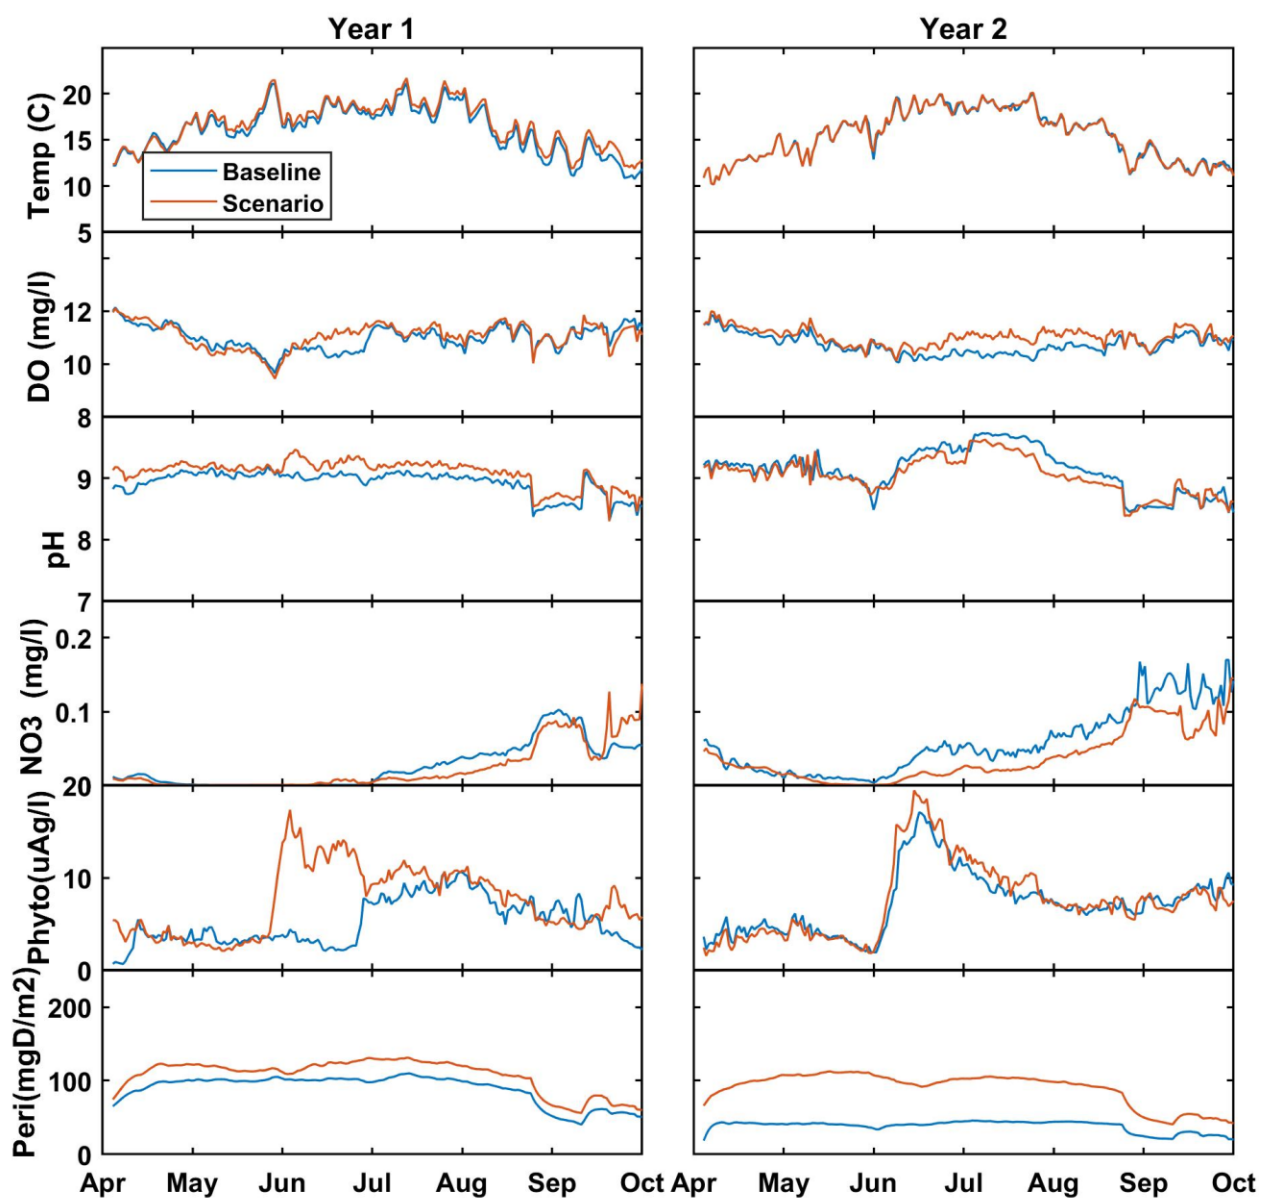 Year 1
Year 2
Temp (C)
20
15
10
5
Baseline
Scenario
DO (mg/l)
12
10
8
pH
9
8
7
NO3 (mg/l)
0.2
0.1
20
Phyto(uAg/l)
10
0
Peri(mgD/m2)
200
100
0
Apr May Jun Jul Aug Sep Oct Apr May Jun Jul Aug Sep Oct